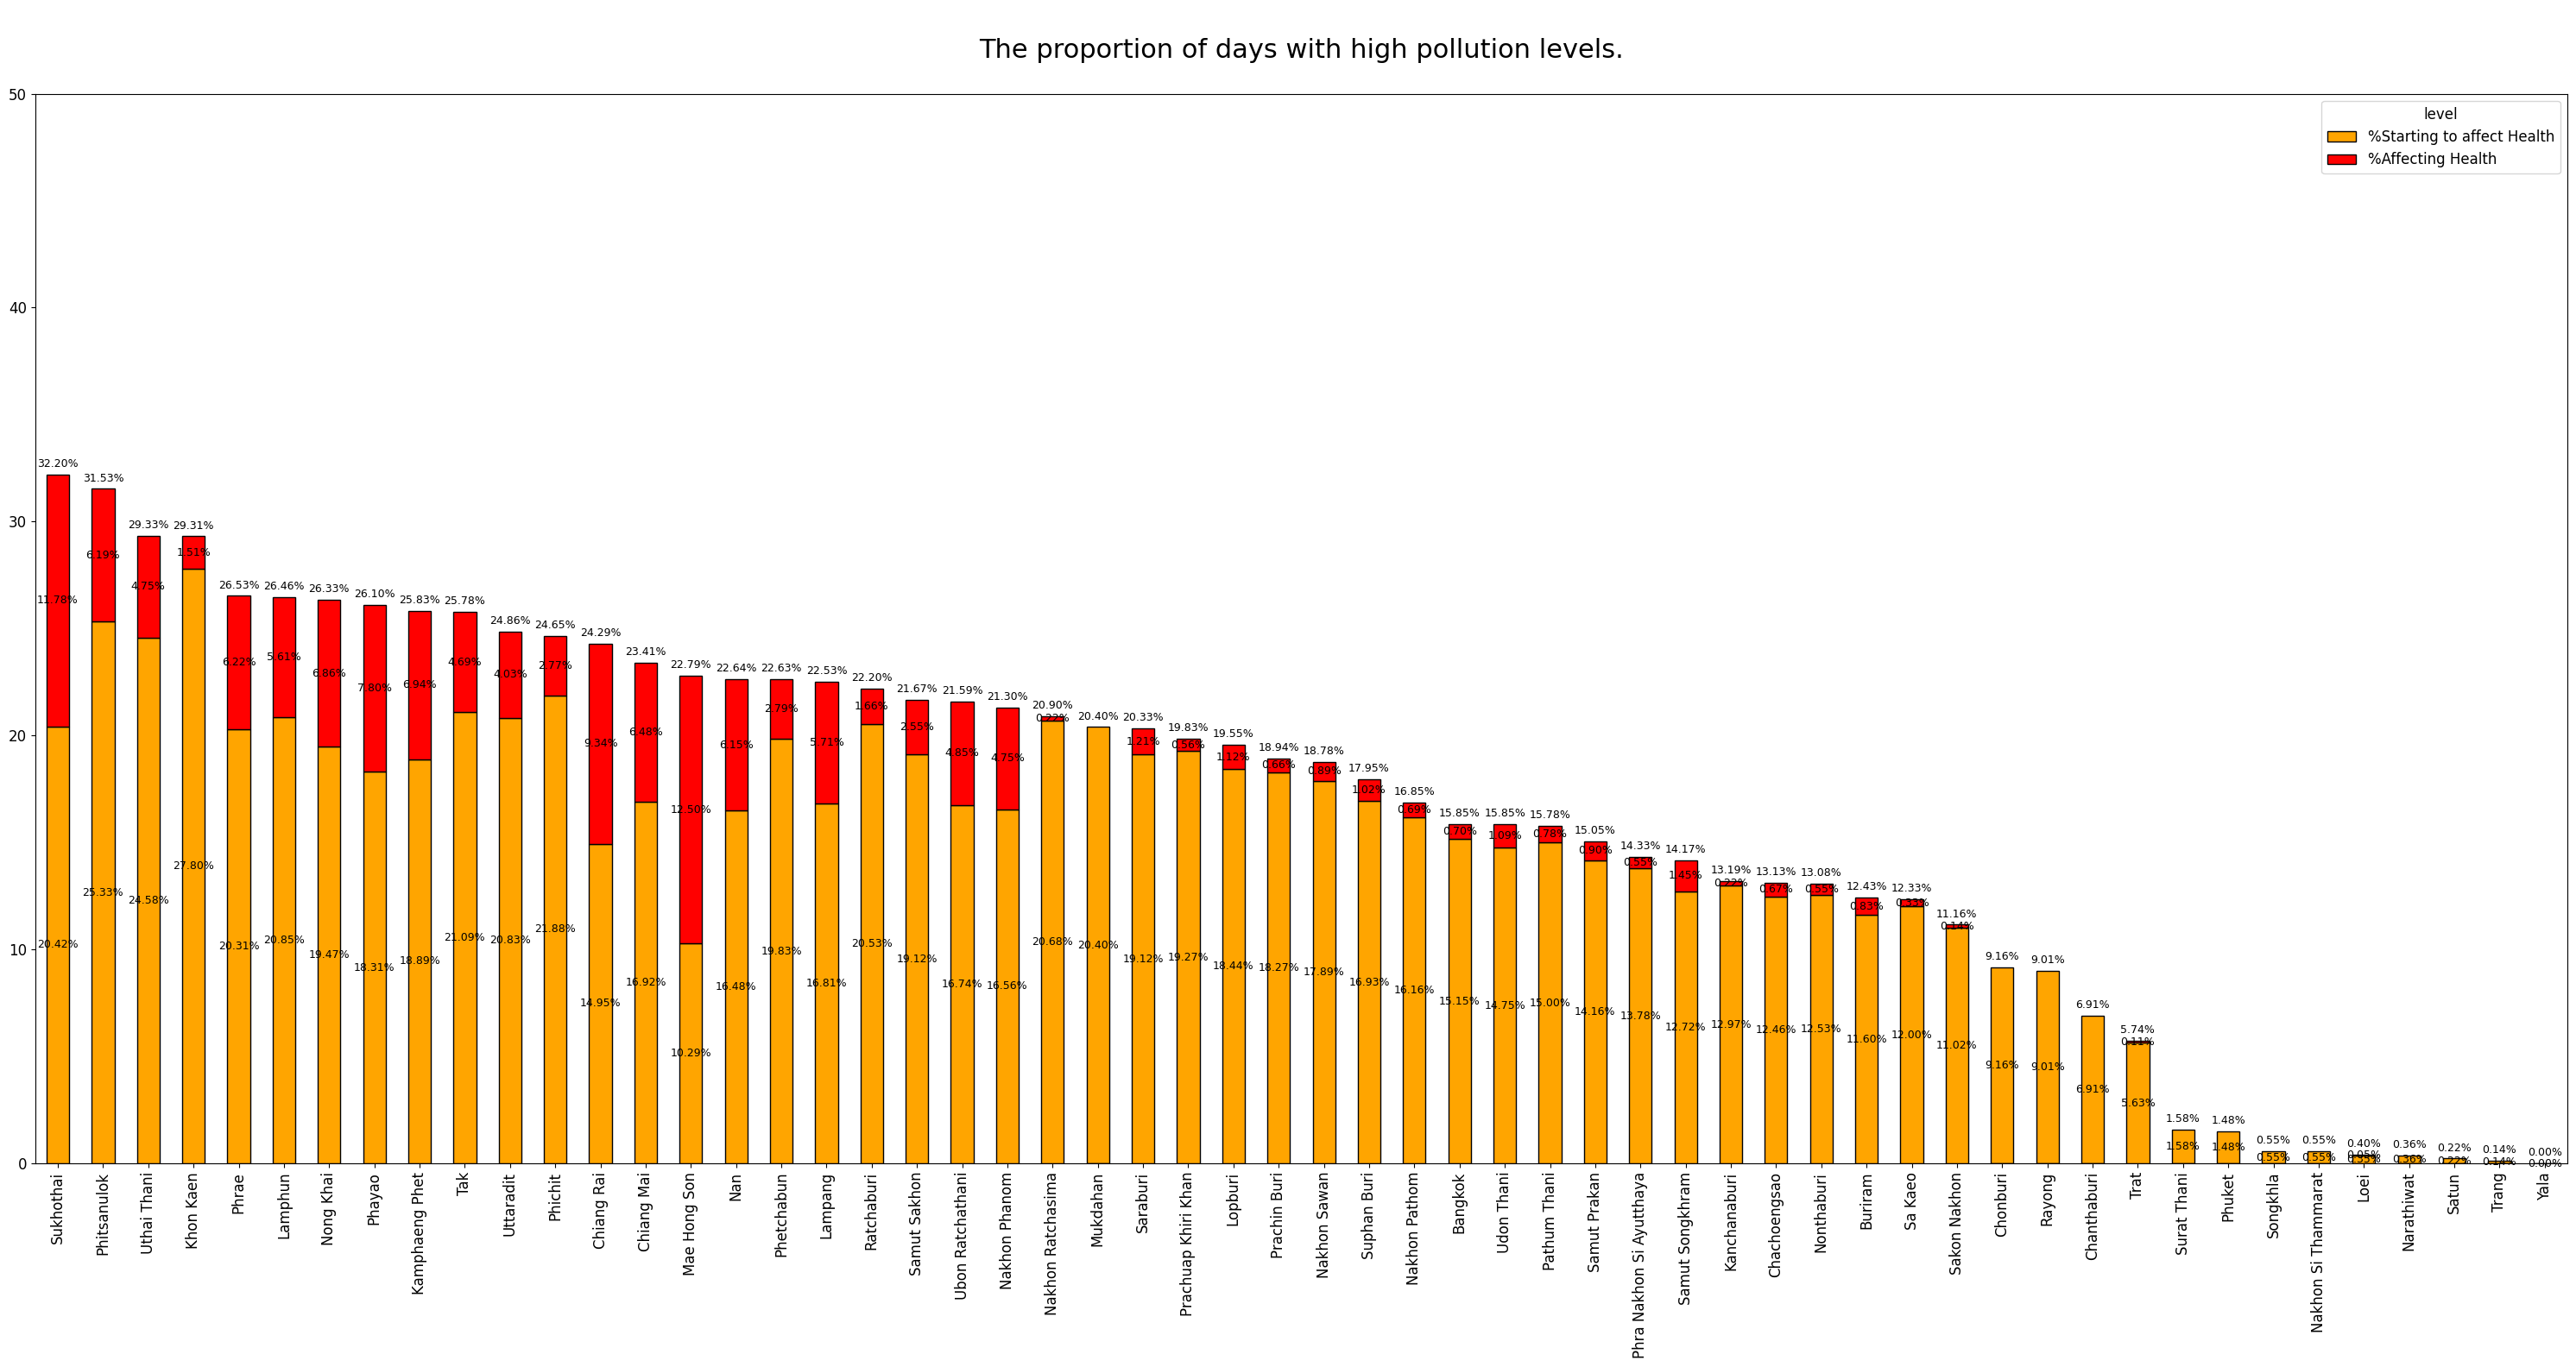 The proportion of days with high pollution levels.
level
%Starting to affect Health
%Affecting Health
50
40
30
20
10
0
32.20%
11.78%
20.42%
Sukhothai
31.53%
6.19%
25.33%
Phitsanulok
29.33%
4.75%
24.58%
Uthai Thani
29.31%
1.51%
27.80%
Khon Kaen
26.53%
6.22%
20.31%
Phrae
26.46%
5.61%
20.85%
Lamphun
26.33%
6.86%
19.47%
Nong Khai
26.10%
7.80%
18.31%
Phayao
25.83%
6.94%
18.89%
Kamphaeng Phet
25.78%
4.69%
21.09%
Tak
24.86%
4.03%
20.83%
Uttaradit
24.65%
2.77%
21.88%
Phichit
24.29%
9.34%
14.95%
Chiang Rai
23.41%
6.48%
16.92%
Chiang Mai
22.79%
12.50%
10.29%
Mae Hong Son
22.64%
6.15%
16.48%
Nan
22.63%
2.79%
19.83%
Phetchabun
22.53%
5.71%
16.81%
Lampang
22.20%
1.66%
20.53%
Ratchaburi
21.67%
2.55%
19.12%
Samut Sakhon
21.59%
4.85%
16.74%
Ubon Ratchathani
21.30%
4.75%
16.56%
Nakhon Phanom
20.90%
0.22%
20.68%
Nakhon Ratchasima
20.40%
20.40%
Mukdahan
20.33%
1.21%
19.12%
Saraburi
19.83%
0.56%
19.27%
Prachuap Khiri Khan
19.55%
1.12%
18.44%
Lopburi
18.94%
0.66%
18.27%
Prachin Buri
18.78%
0.89%
17.89%
Nakhon Sawan
17.95%
1.02%
16.93%
Suphan Buri
16.85%
0.69%
16.16%
Nakhon Pathom
15.85%
0.70%
15.15%
Bangkok
15.85%
1.09%
14.75%
Udon Thani
15.78%
0.78%
15.00%
Pathum Thani
15.05%
0.90%
14.16%
Samut Prakan
14.33%
0.55%
13.78%
Phra Nakhon Si Ayutthaya
14.17%
1.45%
12.72%
Samut Songkhram
13.19%
0.22%
12.97%
Kanchanaburi
13.13%
0.67%
12.46%
Chachoengsao
13.08%
0.55%
12.53%
Nonthaburi
12.43%
0.83%
11.60%
Buriram
12.33%
0.33%
12.00%
Sa Kaeo
11.16%
0.14%
11.02%
Sakon Nakhon
9.16%
9.16%
Chonburi
9.01%
9.01%
Rayong
6.91%
6.91%
Chanthaburi
5.74%
0.11%
5.63%
Trat
1.58%
1.58%
Surat Thani
1.48%
1.48%
Phuket
0.55%
0.55%
Songkhla
0.55%
0.55%
Nakhon Si Thammarat
0.40%
0.05%
0.35%
Loei
0.36%
0.36%
Narathiwat
0.22%
0.22%
Satun
0.14%
0.14%
Trang
0.00%
0.00%
Yala